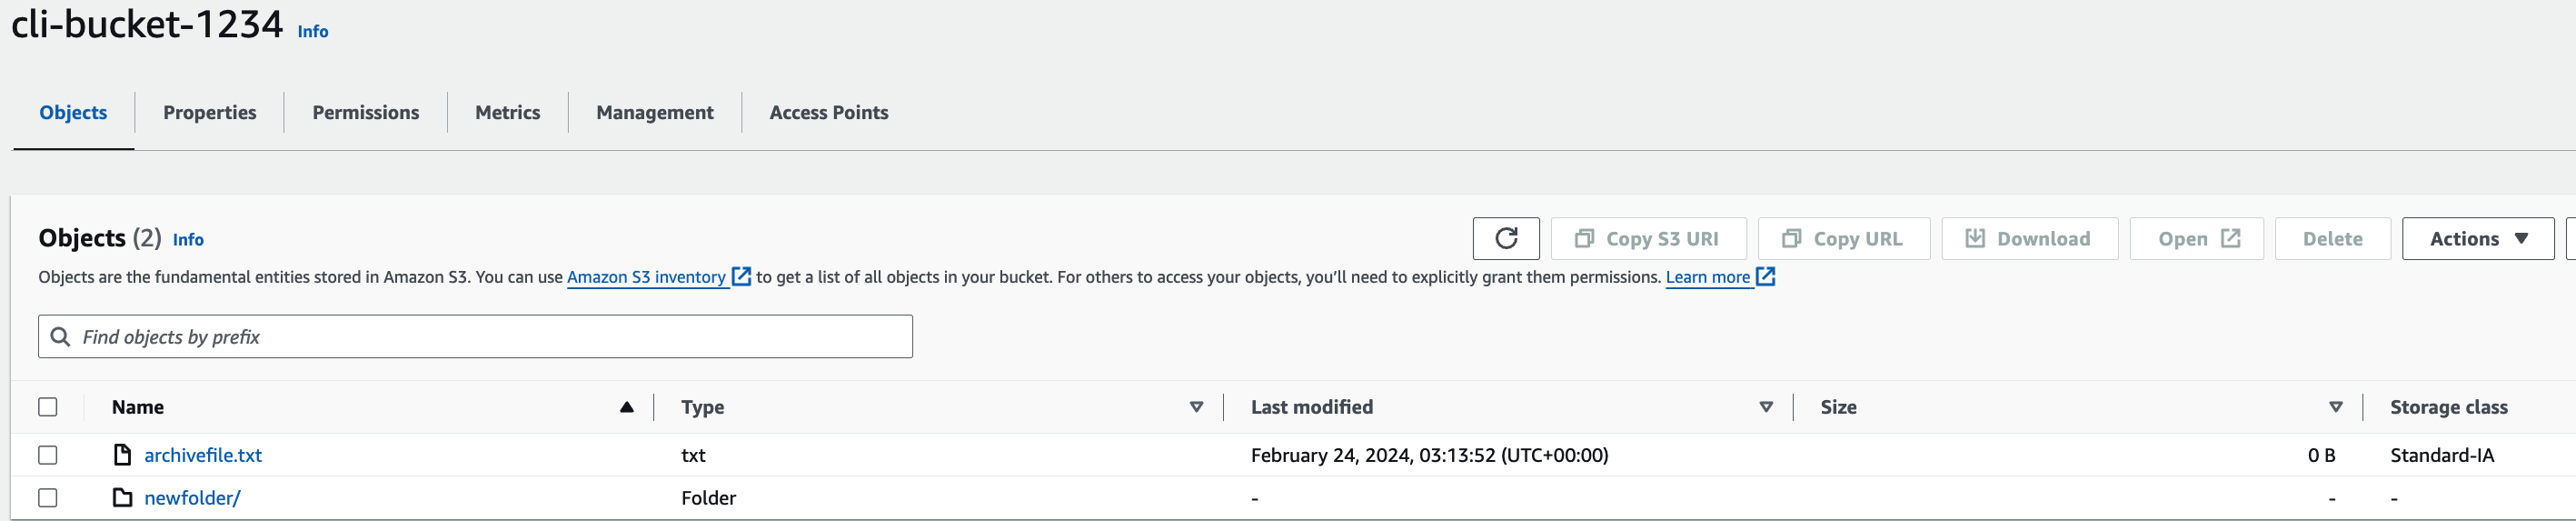 cli-bucket-1234 Info
Objects Properties Permissions Metrics Management Access Points
Objects (2) Info
Copy S3 URI Copy URL Download Open Delete Actions
Objects are the fundamental entities stored in Amazon S3. You can use Amazon S3 inventory to get a list of all objects in your bucket. For others to access your objects, you’ll need to explicitly grant them permissions. Learn more
Find objects by prefix
Name Type Last modified Size Storage class
archivefile.txt txt February 24, 2024, 03:13:52 (UTC+00:00) 0 B Standard-IA
newfolder/ Folder - - -